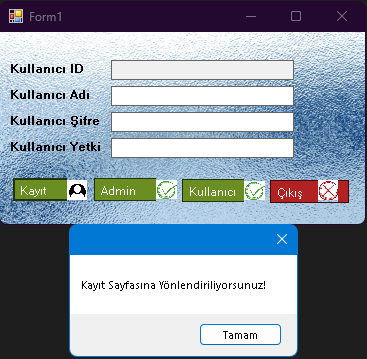 Form1
Kullanıcı ID
Kullanıcı Adı
Kullanıcı Şifre
Kullanıcı Yetki
Kayıt Admin Kullanıcı Çıkış
Kayıt Sayfasına Yönlendiriliyorsunuz!
Tamam